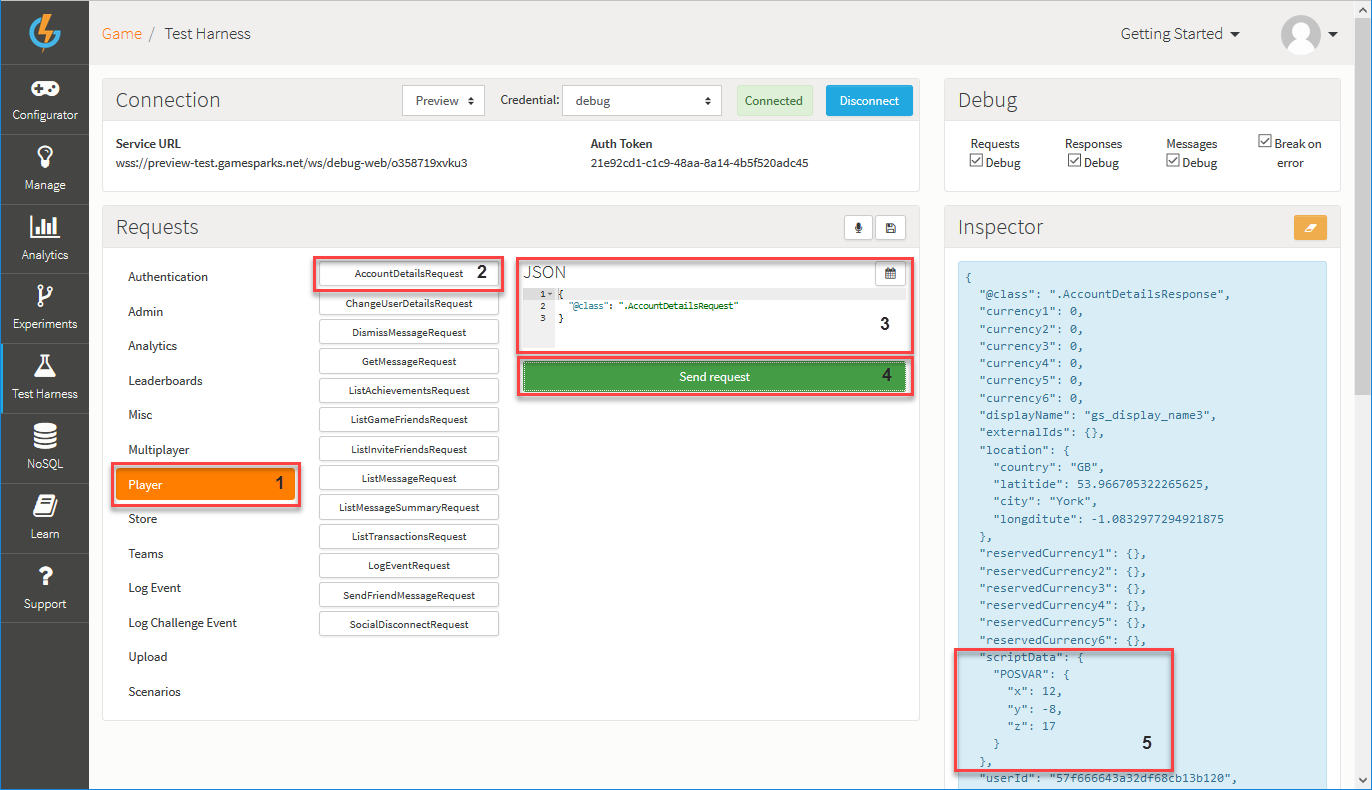 Game / Test Harness
Getting Started
Configurator
Manage
Analytics
Experiments
Test Harness
NoSQL
Learn
Support
Connection
Preview
Credential:
debug
Connected
Disconnect
Service URL
wss://preview-test.gamesparks.net/ws/debug-web/o358719xvku3
Auth Token
21e92cd1-c1c9-48aa-8a14-4b5f520adc45
Debug
Requests
Debug
Responses
Debug
Messages
Debug
Break on
error
Requests
Authentication
Admin
Analytics
Leaderboards
Misc
Multiplayer
Player 1
Store
Teams
Log Event
Log Challenge Event
Upload
Scenarios
AccountDetailsRequest 2
ChangeUserDetailsRequest
DismissMessageRequest
GetMessageRequest
ListAchievementsRequest
ListGameFriendsRequest
ListInviteFriendsRequest
ListMessageRequest
ListMessageSummaryRequest
ListTransactionsRequest
LogEventRequest
SendFriendMessageRequest
SocialDisconnectRequest
JSON
1 {
2 "@class": ".AccountDetailsRequest"
3 }
3
Send request 4
Inspector
{
"@class": ".AccountDetailsResponse",
"currency1": 0,
"currency2": 0,
"currency3": 0,
"currency4": 0,
"currency5": 0,
"currency6": 0,
"displayName": "gs_display_name3",
"externalIds": {},
"location": {
"country": "GB",
"latitide": 53.966705322265625,
"city": "York",
"longditute": -1.0832977294921875
},
"reservedCurrency1": {},
"reservedCurrency2": {},
"reservedCurrency3": {},
"reservedCurrency4": {},
"reservedCurrency5": {},
"reservedCurrency6": {},
"scriptData": {
"POSVAR": {
"x": 12,
"y": -8,
"z": 17
}
5
},
"userId": "57f666643a32df68cb13b120",